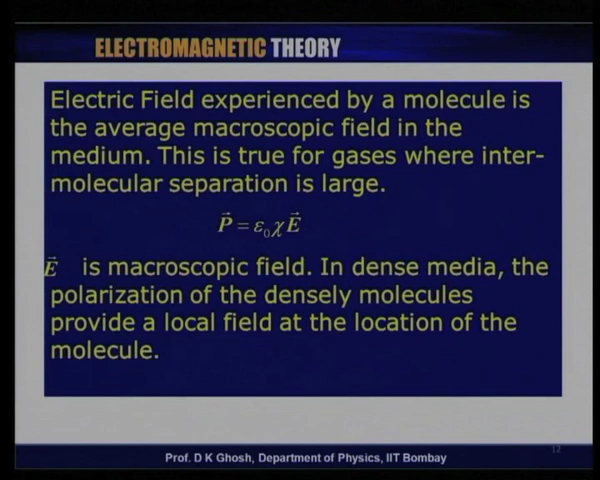 ELECTROMAGNETIC THEORY
Electric Field experienced by a molecule is
the average macroscopic field in the
medium. This is true for gases where inter-
molecular separation is large.
P⃗ = ε₀χE⃗
E⃗ is macroscopic field. In dense media, the
polarization of the densely molecules
provide a local field at the location of the
molecule.
12
Prof. D K Ghosh, Department of Physics, IIT Bombay